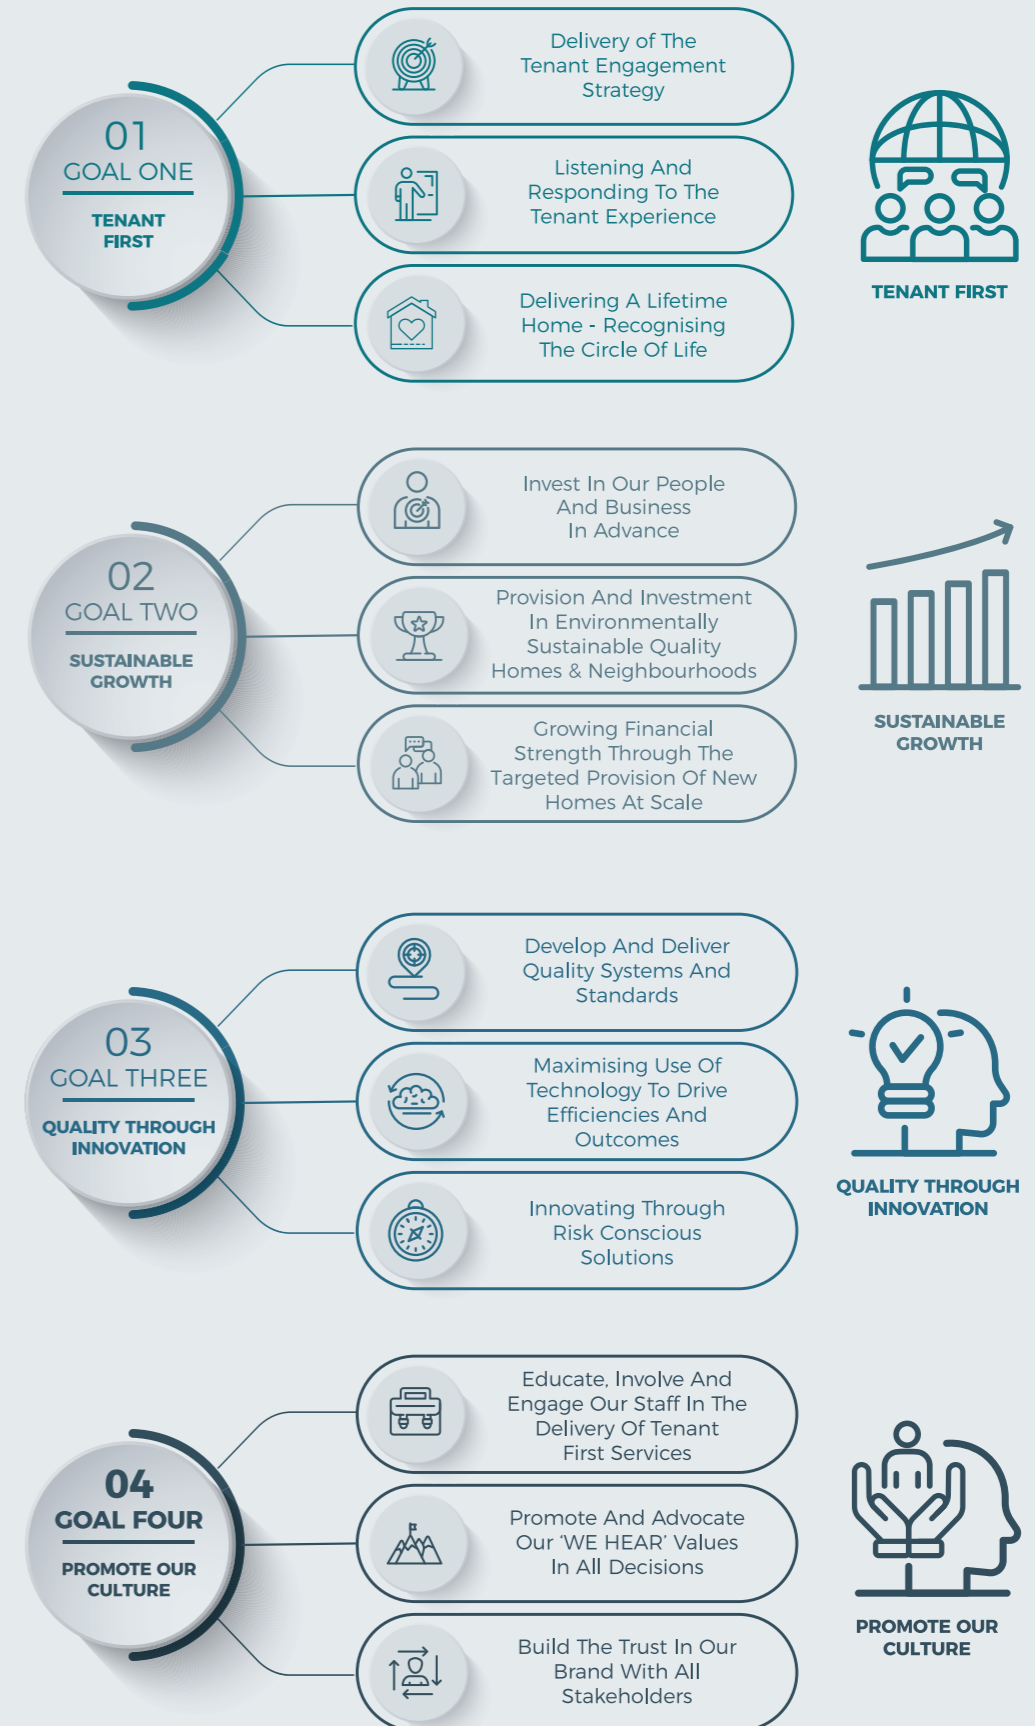 01
GOAL ONE
TENANT
FIRST
Delivery of The
Tenant Engagement
Strategy
Listening And
Responding To The
Tenant Experience
Delivering A Lifetime
Home - Recognising
The Circle Of Life
TENANT FIRST
02
GOAL TWO
SUSTAINABLE
GROWTH
Invest In Our People
And Business
In Advance
Provision And Investment
In Environmentally
Sustainable Quality
Homes & Neighbourhoods
Growing Financial
Strength Through The
Targeted Provision Of New
Homes At Scale
SUSTAINABLE
GROWTH
03
GOAL THREE
QUALITY THROUGH
INNOVATION
Develop And Deliver
Quality Systems And
Standards
Maximising Use Of
Technology To Drive
Efficiencies And
Outcomes
Innovating Through
Risk Conscious
Solutions
QUALITY THROUGH
INNOVATION
04
GOAL FOUR
PROMOTE OUR
CULTURE
Educate, Involve And
Engage Our Staff In The
Delivery Of Tenant
First Services
Promote And Advocate
Our ‘WE HEAR’ Values
In All Decisions
Build The Trust In Our
Brand With All
Stakeholders
PROMOTE OUR
CULTURE